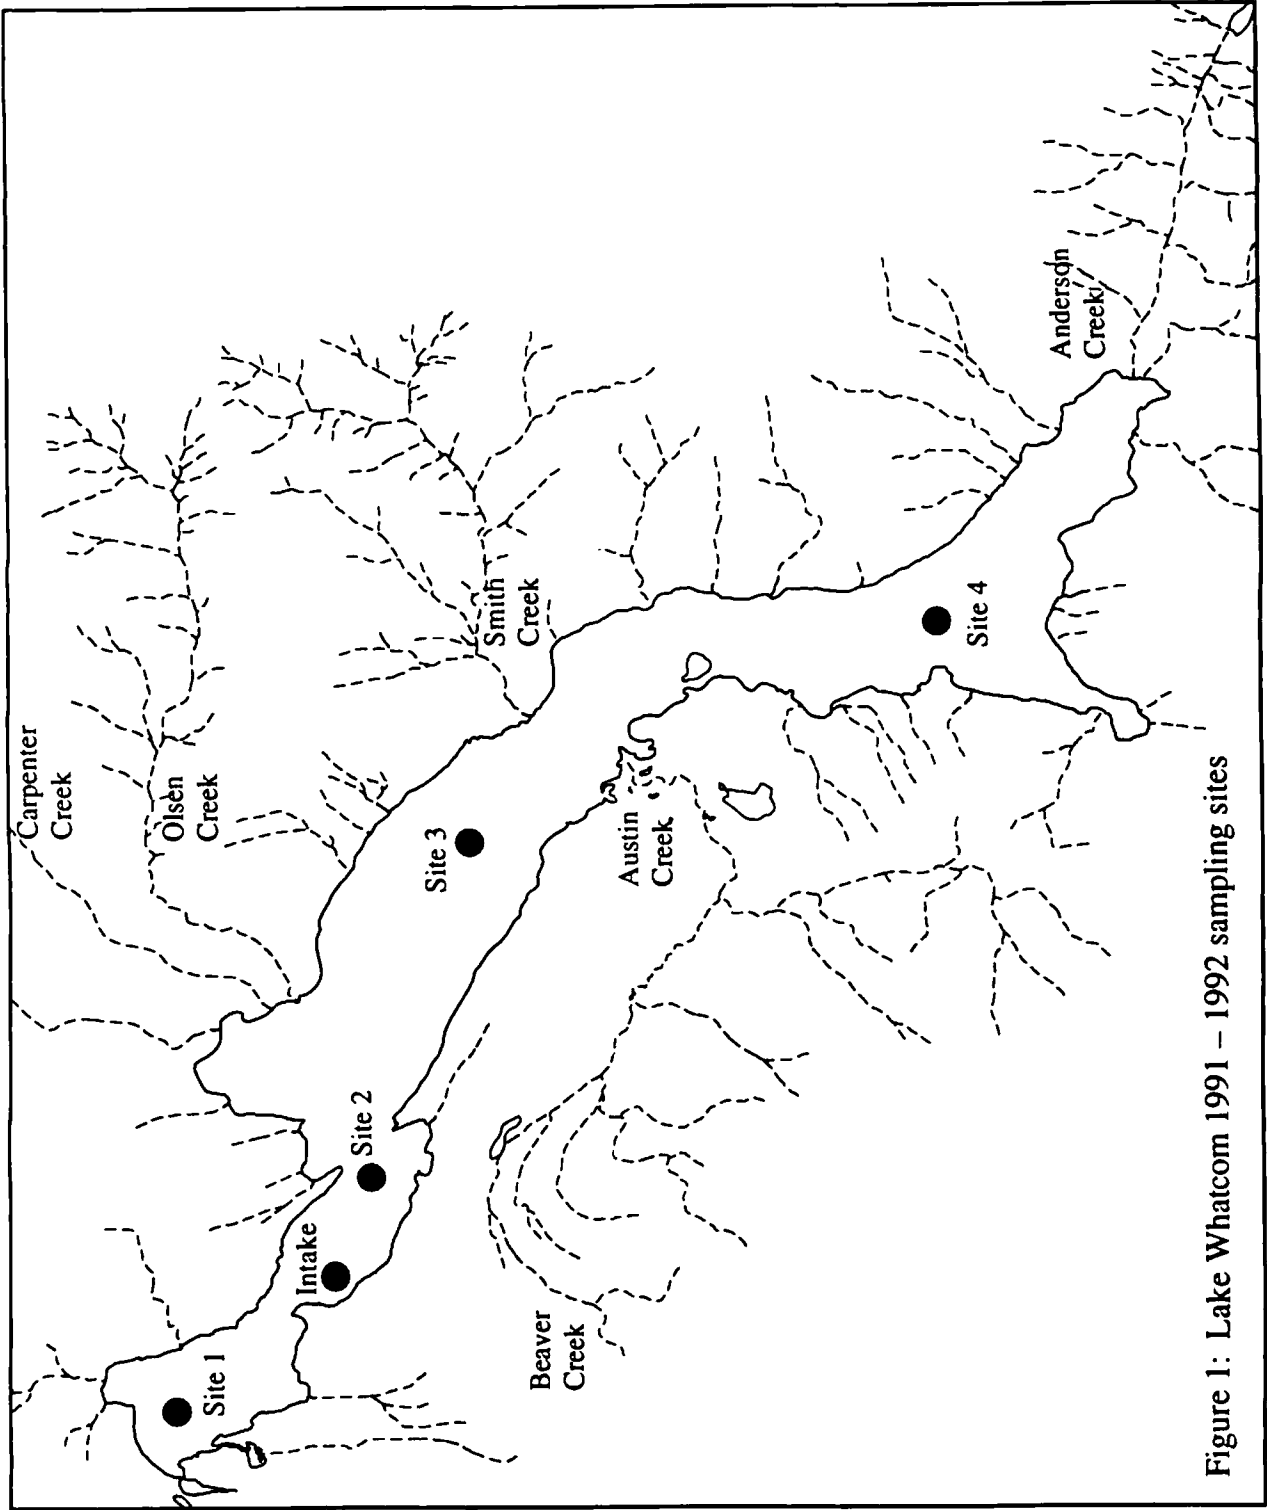 Carpenter
Creek
Olsen
Creek
Smith
Creek
Anderson
Creek
Site 3
Site 4
Austin
Creek
Site 2
Intake
Site 1
Beaver
Creek
Figure 1: Lake Whatcom 1991 – 1992 sampling sites